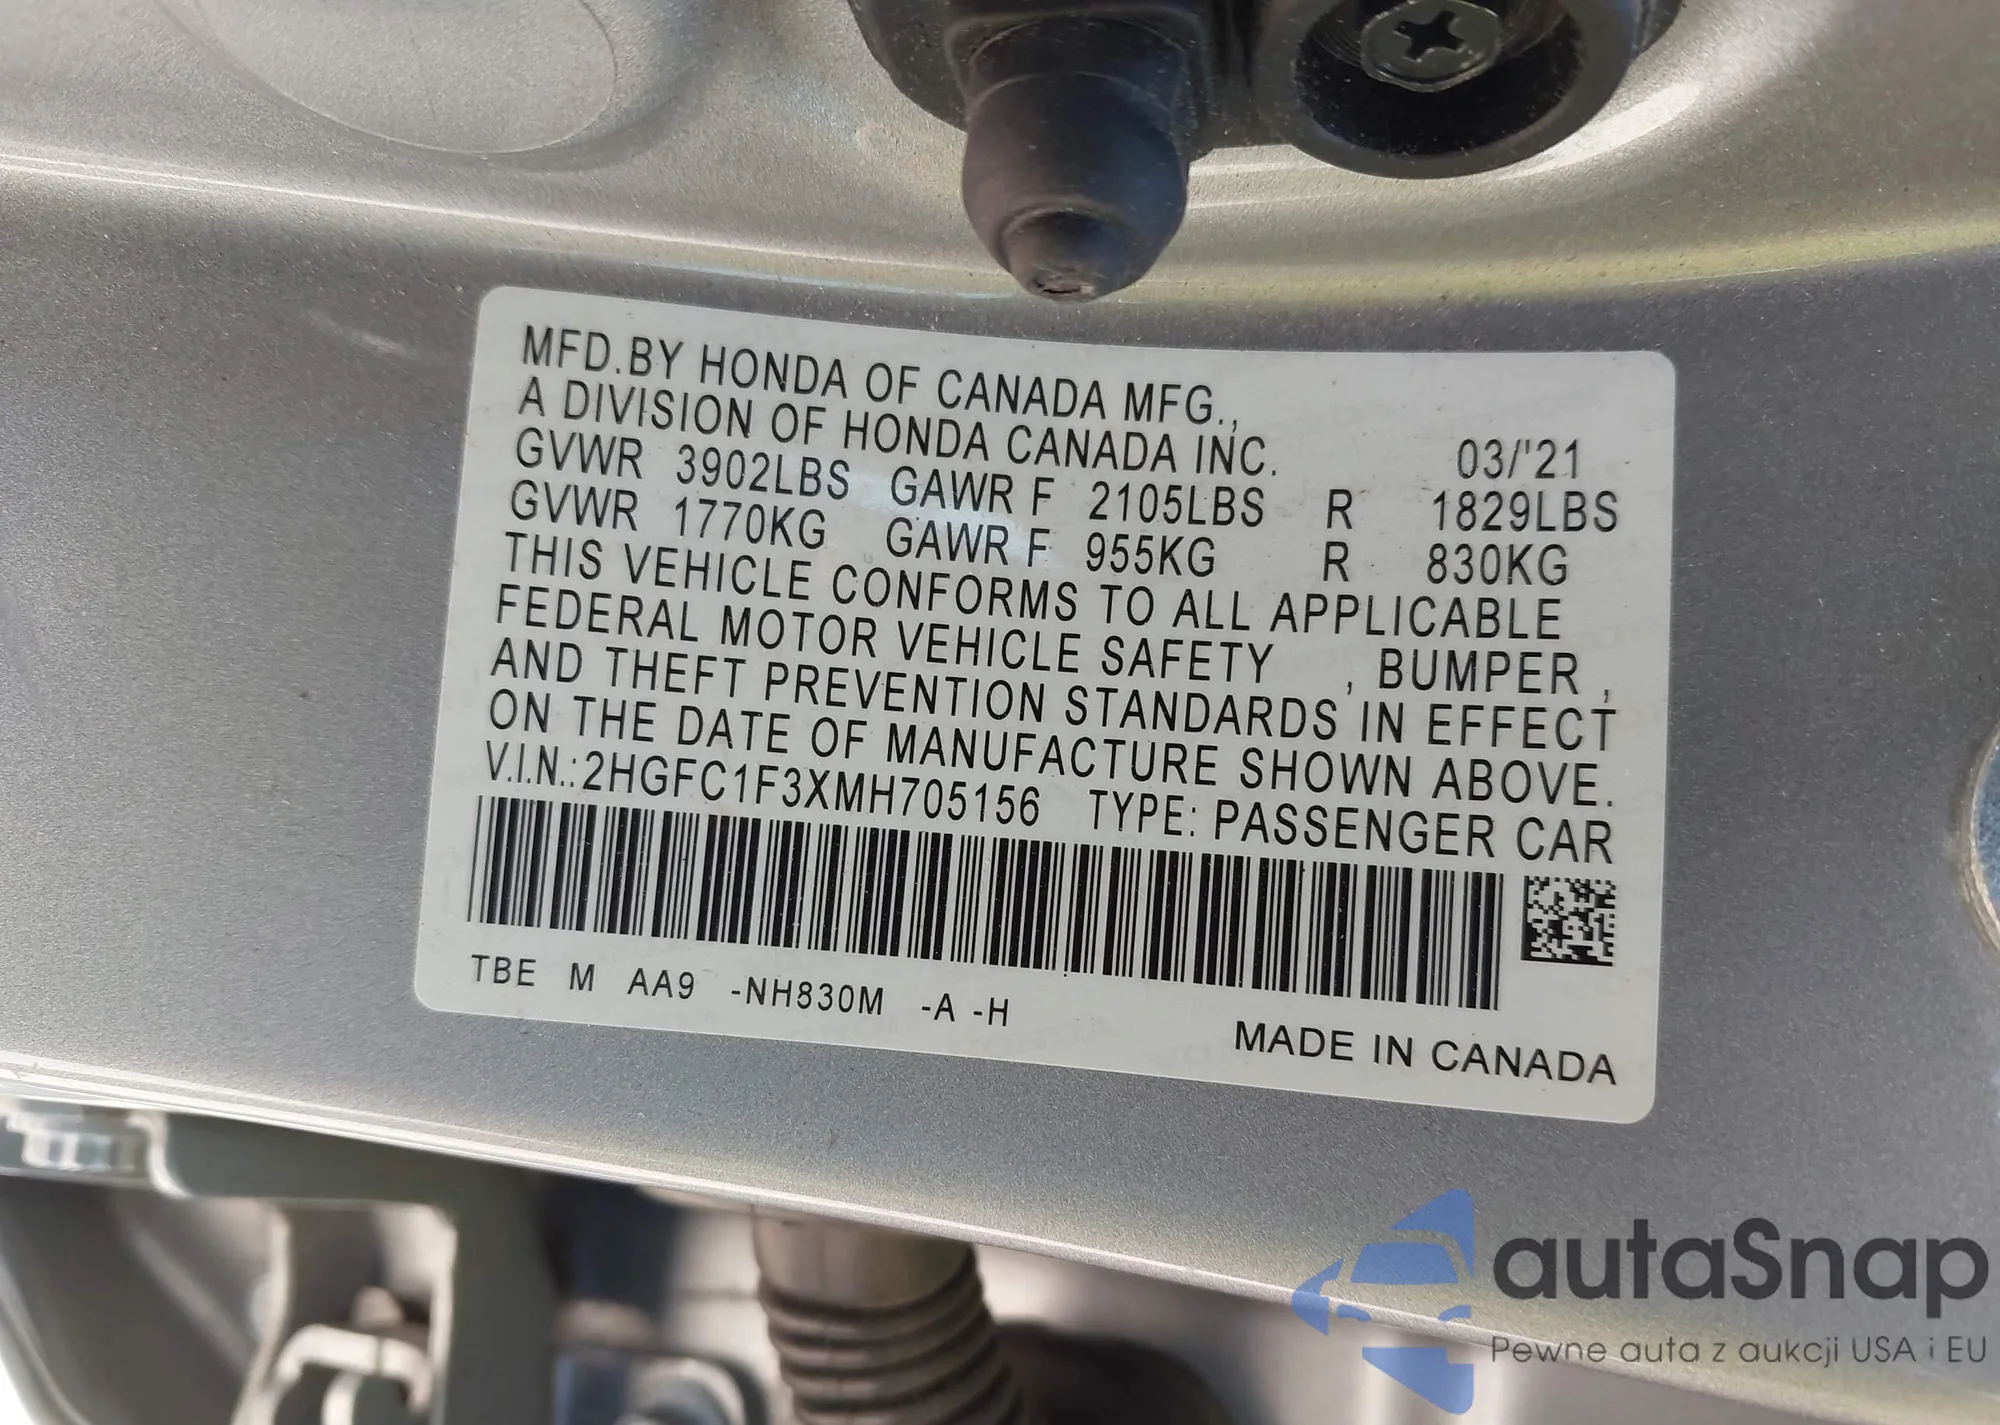 MFD.BY HONDA OF CANADA MFG.,
A DIVISION OF HONDA CANADA INC. 03/'21
GVWR 3902LBS GAWR F 2105LBS R 1829LBS
GVWR 1770KG GAWR F 955KG R 830KG
THIS VEHICLE CONFORMS TO ALL APPLICABLE
FEDERAL MOTOR VEHICLE SAFETY , BUMPER ,
AND THEFT PREVENTION STANDARDS IN EFFECT
ON THE DATE OF MANUFACTURE SHOWN ABOVE.
V.I.N.:2HGFC1F3XMH705156 TYPE: PASSENGER CAR
TBE M AA9 -NH830M -A -H
MADE IN CANADA
autaSnap
Pewne auta z aukcji USA i EU